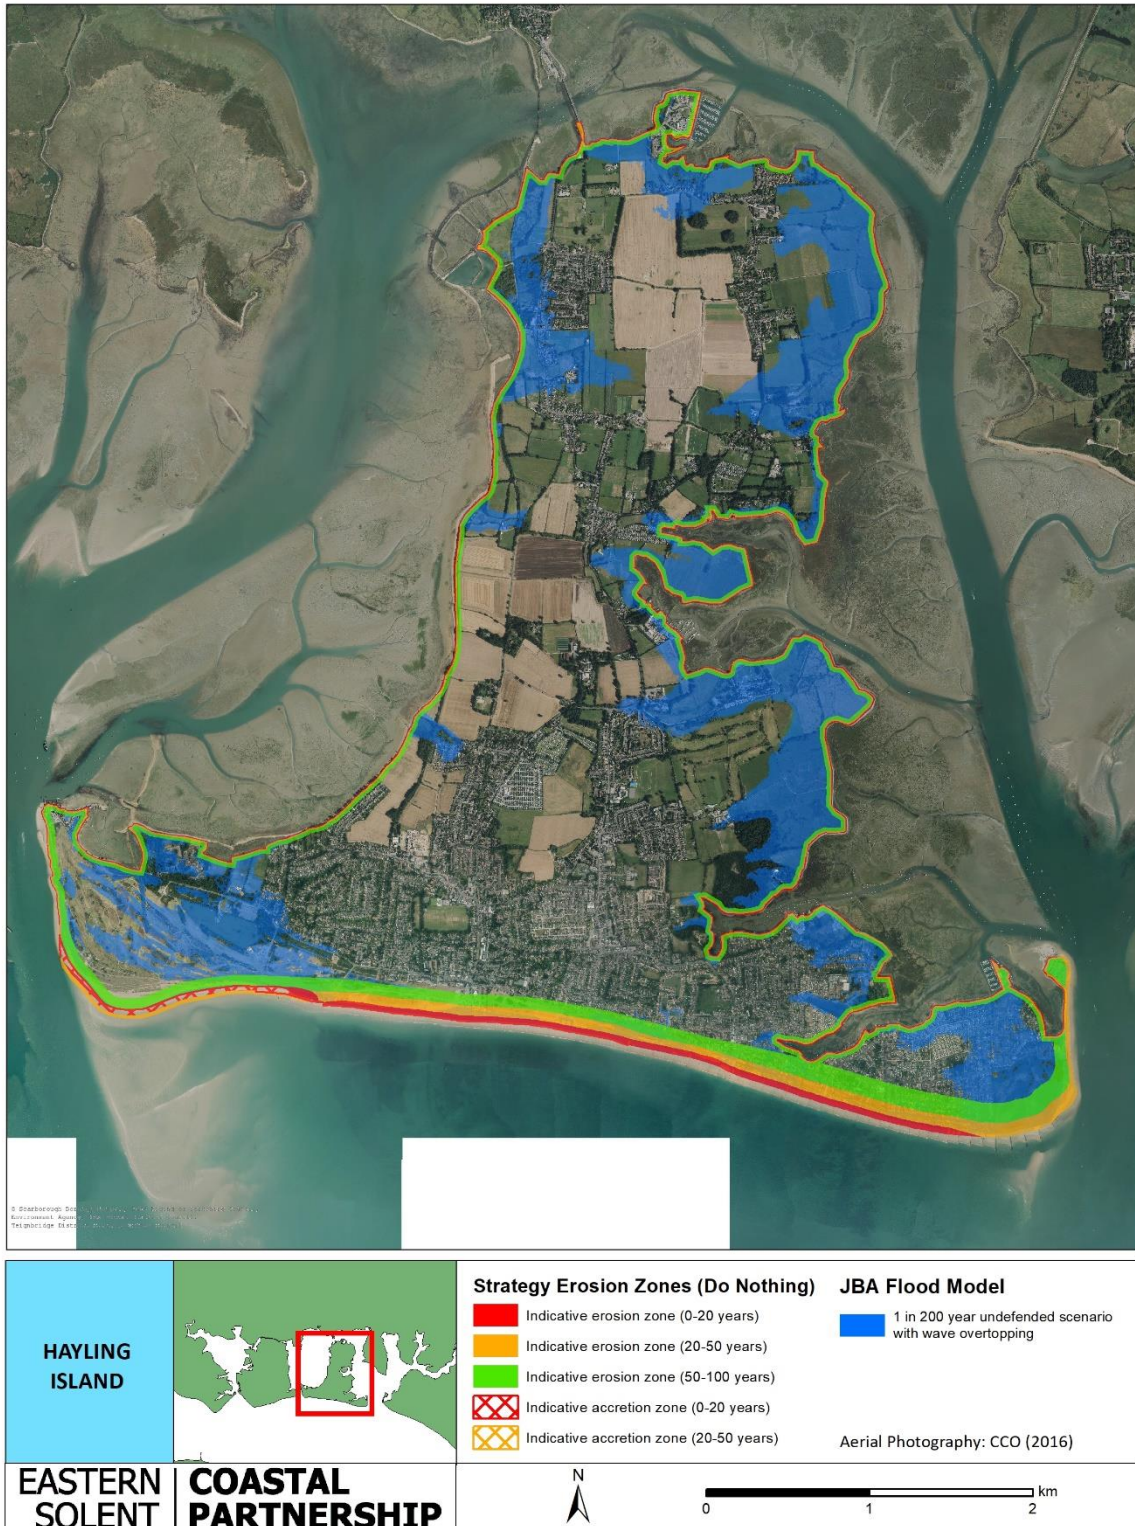 HAYLING
ISLAND
Strategy Erosion Zones (Do Nothing)
Indicative erosion zone (0-20 years)
Indicative erosion zone (20-50 years)
Indicative erosion zone (50-100 years)
Indicative accretion zone (0-20 years)
Indicative accretion zone (20-50 years)
JBA Flood Model
1 in 200 year undefended scenario
with wave overtopping
Aerial Photography: CCO (2016)
EASTERN
SOLENT
COASTAL
PARTNERSHIP
N
km
0 1 2